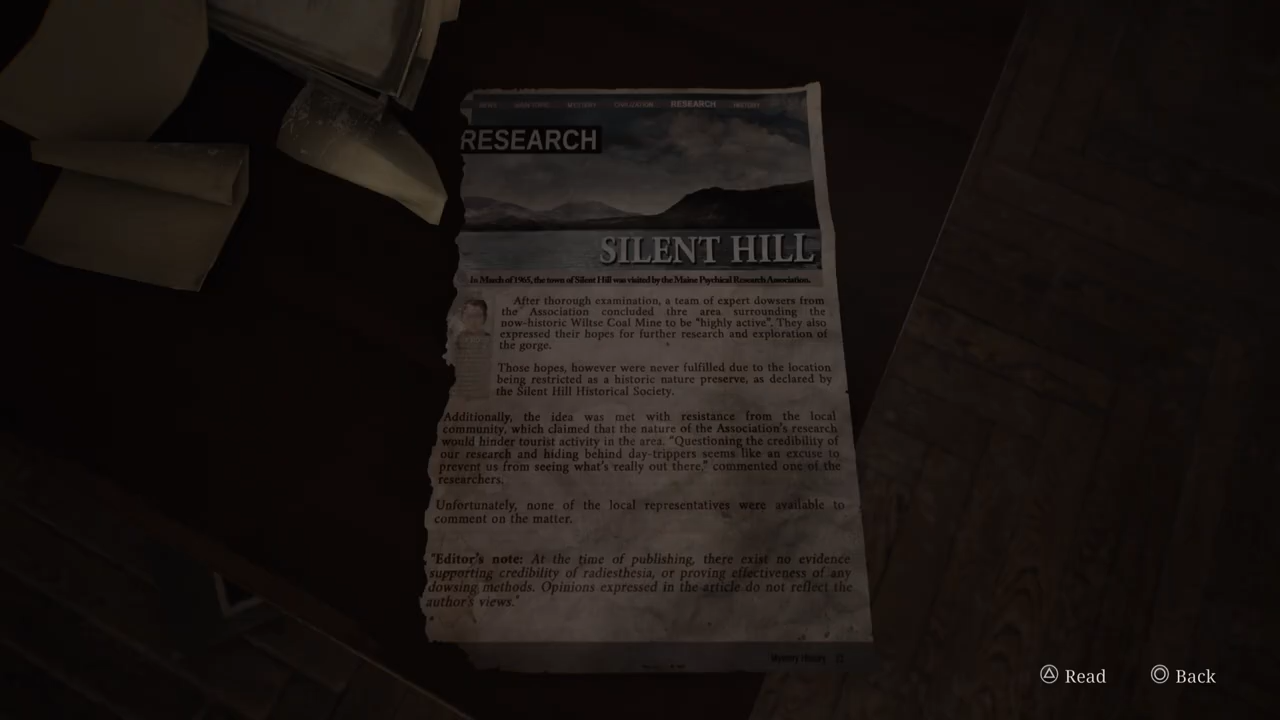 NEWS MYSTERY CIVILIZATION RESEARCH HISTORY
RESEARCH
SILENT HILL
In March of 1965, the town of Silent Hill was visited by the Maine Psychical Research Association.
After thorough examination, a team of expert dowsers from
the Association concluded thre area surrounding the
now-historic Wiltse Coal Mine to be "highly active". They also
expressed their hopes for further research and exploration of
the gorge.
Those hopes, however were never fulfilled due to the location
being restricted as a historic nature preserve, as declared by
the Silent Hill Historical Society.
Additionally, the idea was met with resistance from the local
community, which claimed that the nature of the Association's research
would hinder tourist activity in the area. "Questioning the credibility of
our research and hiding behind day-trippers seems like an excuse to
prevent us from seeing what's really out there," commented one of the
researchers.
Unfortunately, none of the local representatives were available to
comment on the matter.
"Editor's note: At the time of publishing, there exist no evidence
supporting credibility of radiesthesia, or proving effectiveness of any
dowsing methods. Opinions expressed in the article do not reflect the
author's views."
Mystery History
Read
Back